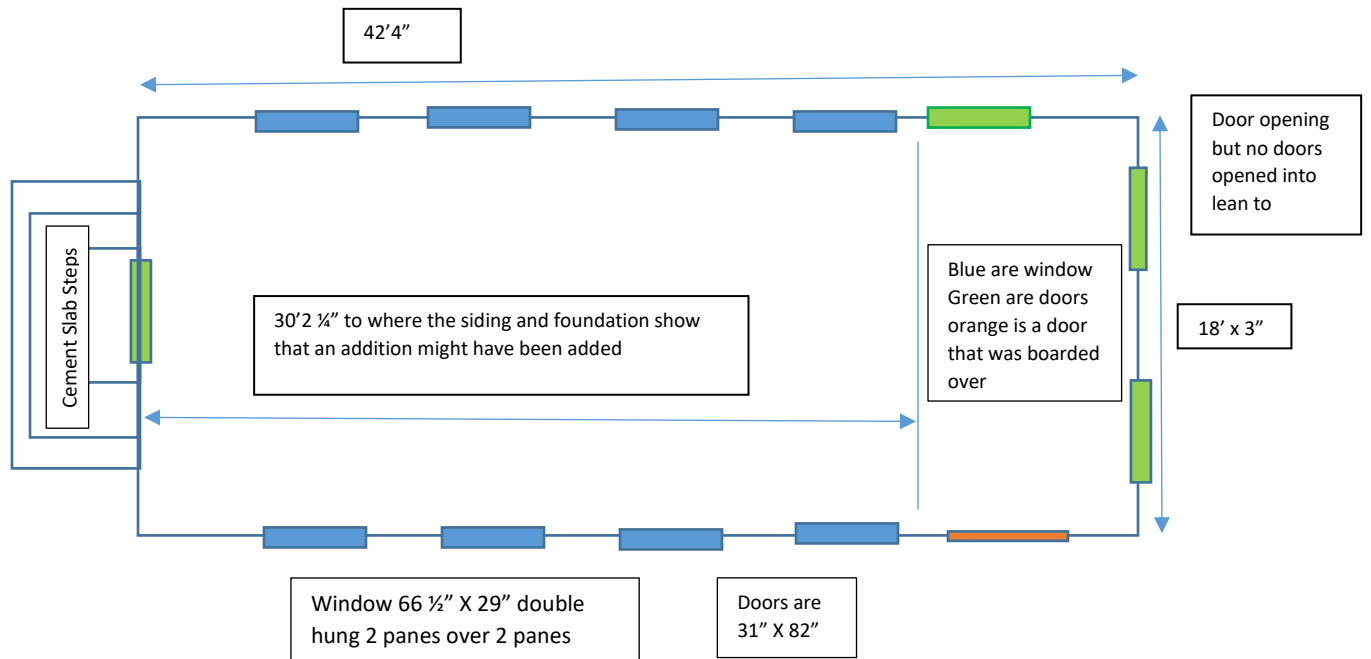 42’4”
Door opening
but no doors
opened into
lean to
Cement Slab Steps
Blue are window
Green are doors
orange is a door
that was boarded
over
30’2 ¼” to where the siding and foundation show
that an addition might have been added
18’ x 3”
Window 66 ½” X 29” double
hung 2 panes over 2 panes
Doors are
31” X 82”